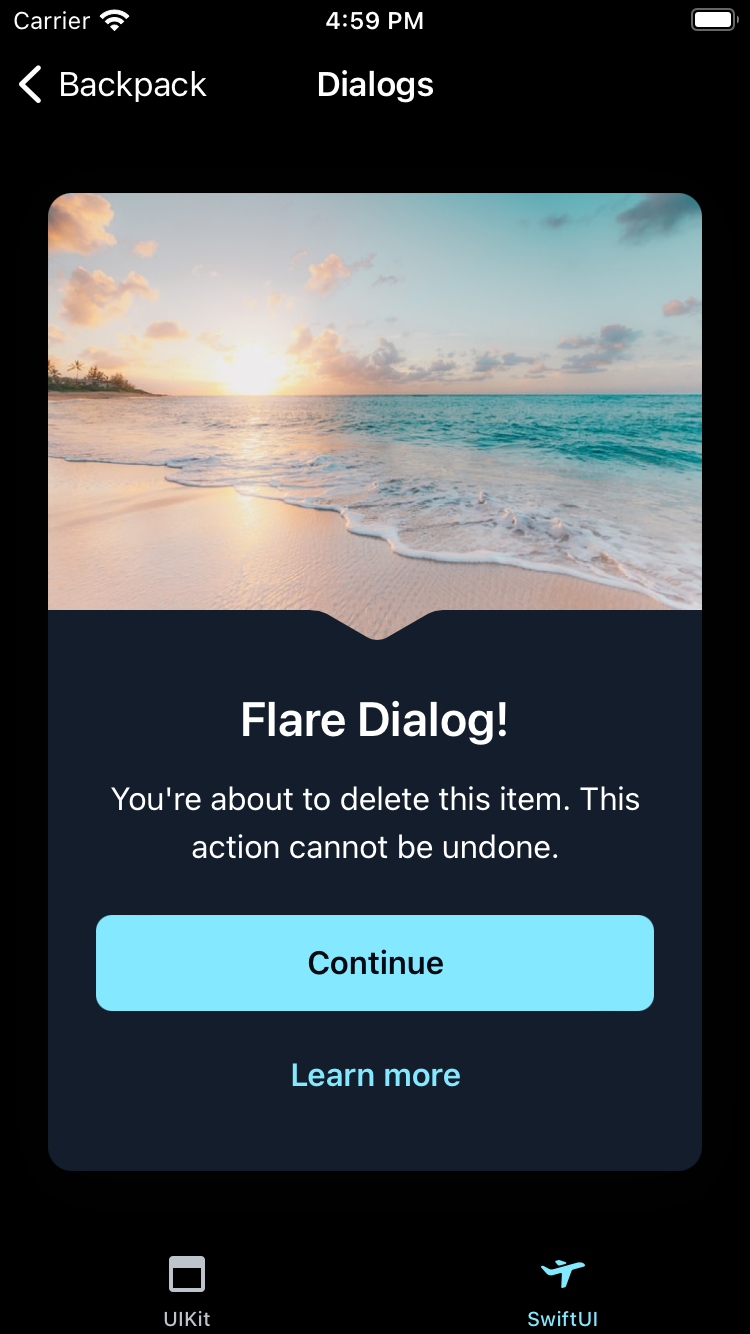 Carrier 4:59 PM
Backpack Dialogs
Flare Dialog!
You're about to delete this item. This
action cannot be undone.
Continue
Learn more
UIKit SwiftUI